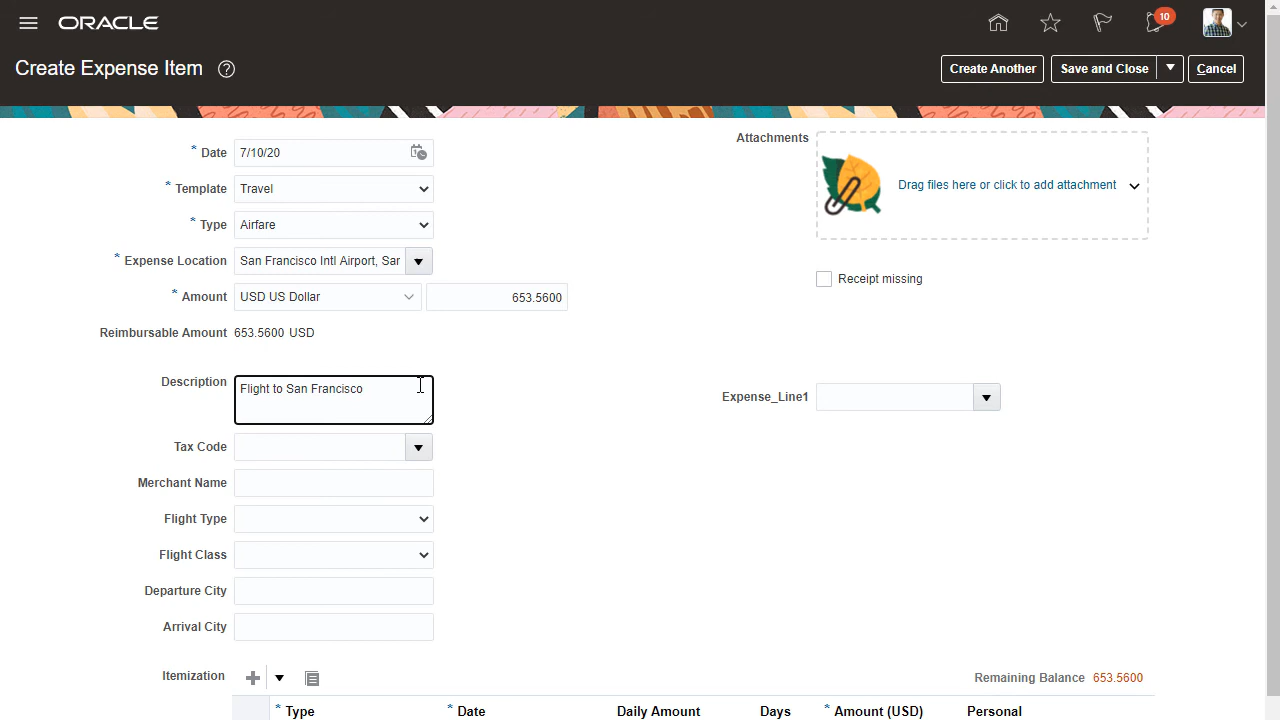 ORACLE
10
Create Expense Item
Create Another
Save and Close
Cancel
* Date 7/10/20
* Template Travel
* Type Airfare
* Expense Location San Francisco Intl Airport, Sar
* Amount USD US Dollar 653.5600
Reimbursable Amount 653.5600 USD
Attachments
Drag files here or click to add attachment
Receipt missing
Description Flight to San Francisco
Expense_Line1
Tax Code
Merchant Name
Flight Type
Flight Class
Departure City
Arrival City
Itemization
Remaining Balance 653.5600
* Type * Date Daily Amount Days * Amount (USD) Personal